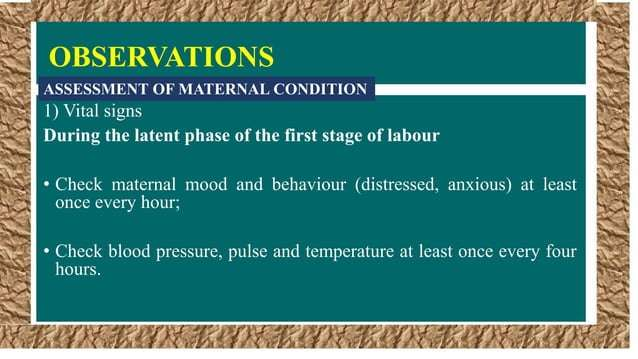 OBSERVATIONS
ASSESSMENT OF MATERNAL CONDITION
1) Vital signs
During the latent phase of the first stage of labour
• Check maternal mood and behaviour (distressed, anxious) at least
once every hour;
• Check blood pressure, pulse and temperature at least once every four
hours.